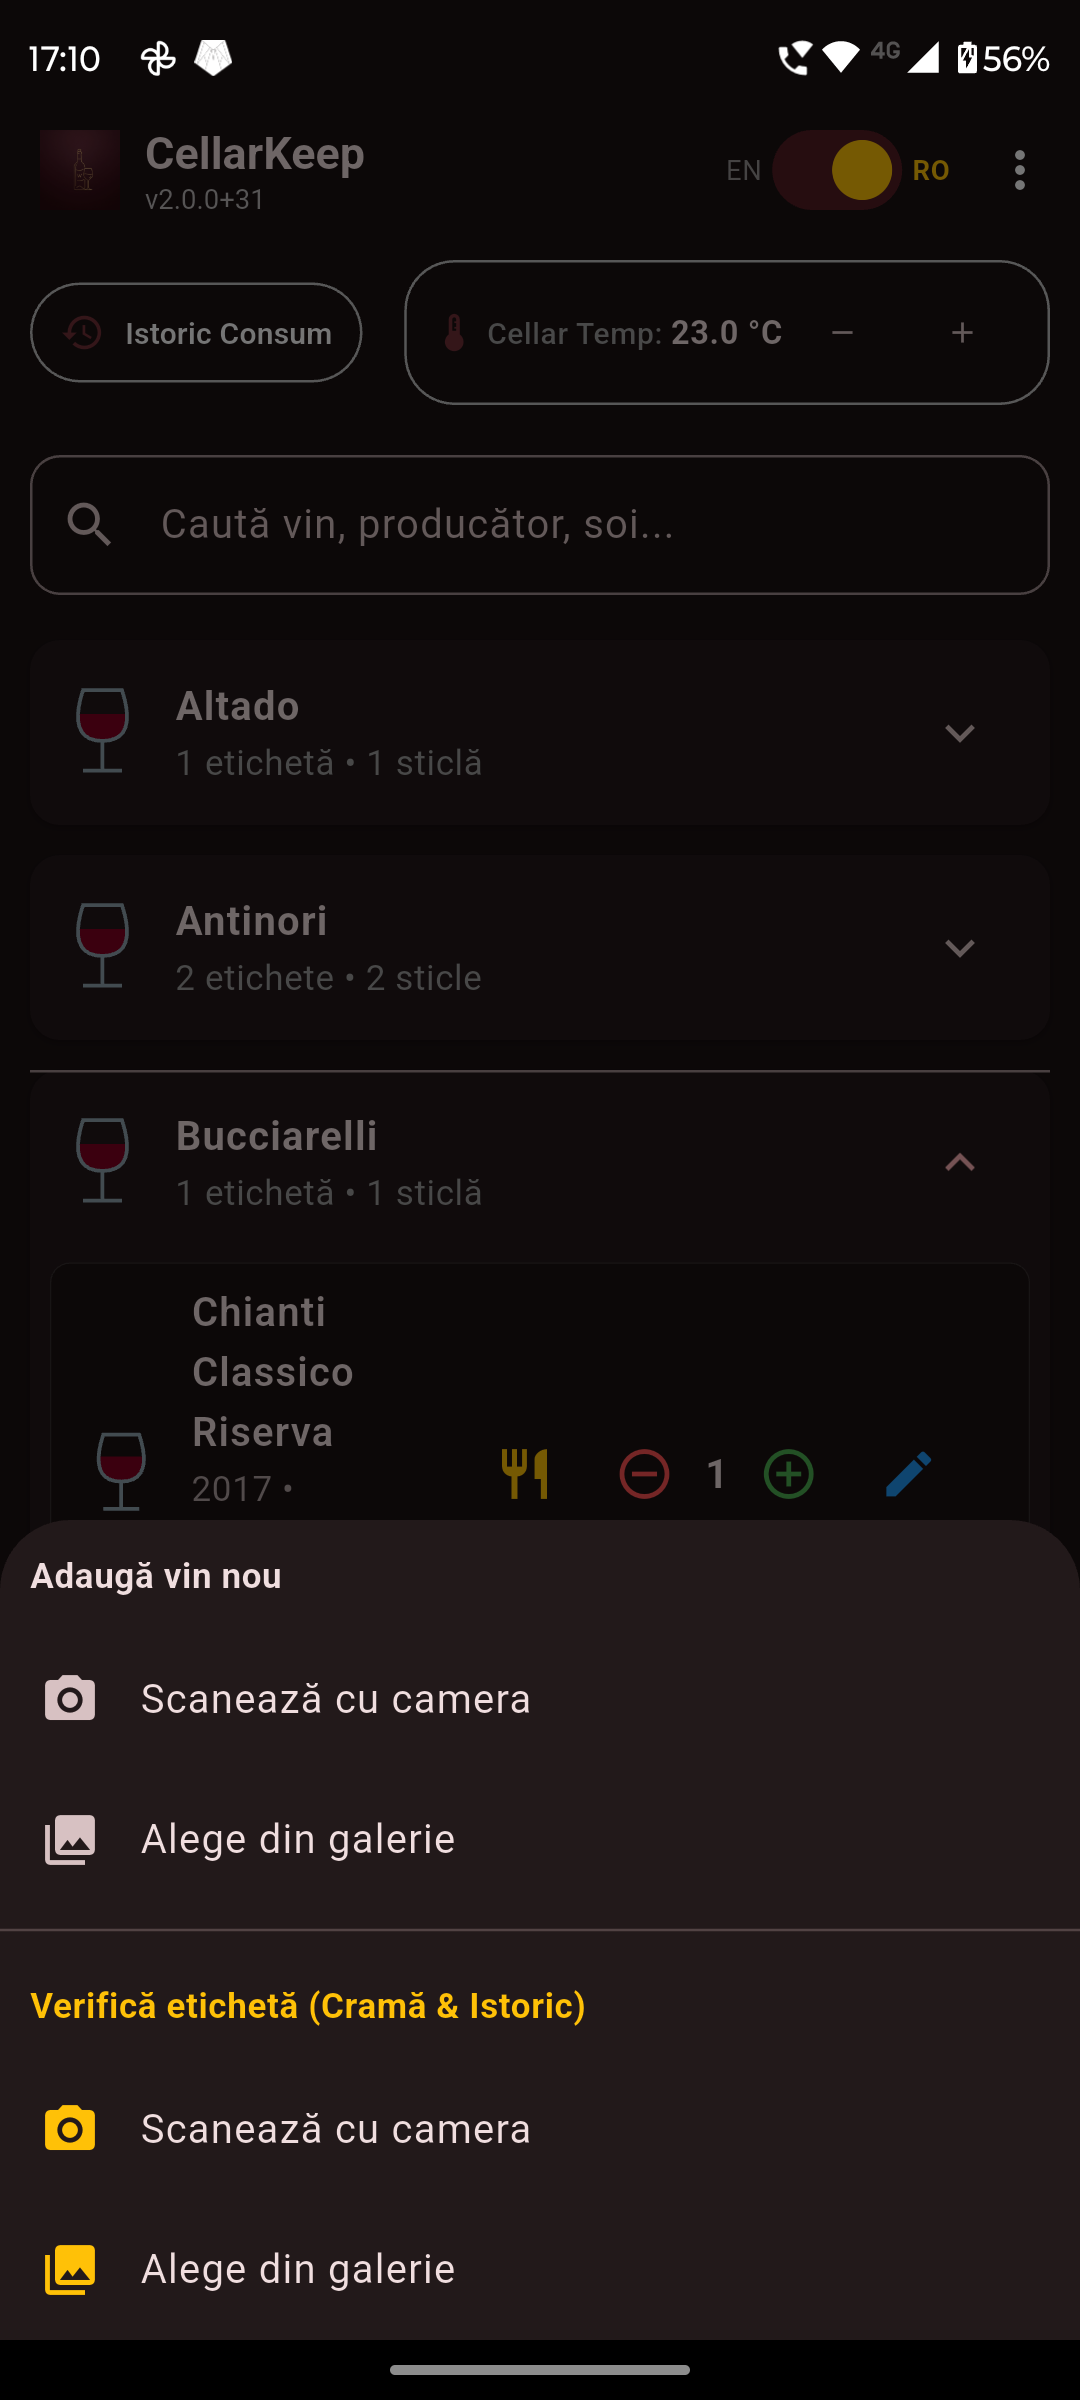 17:10
4G
56%
CellarKeep
v2.0.0+31
EN
RO
Istoric Consum
Cellar Temp: 23.0 °C
Caută vin, producător, soi...
Altado
1 etichetă • 1 sticlă
Antinori
2 etichete • 2 sticle
Bucciarelli
1 etichetă • 1 sticlă
Chianti
Classico
Riserva
2017 •
1
Adaugă vin nou
Scanează cu camera
Alege din galerie
Verifică etichetă (Cramă & Istoric)
Scanează cu camera
Alege din galerie